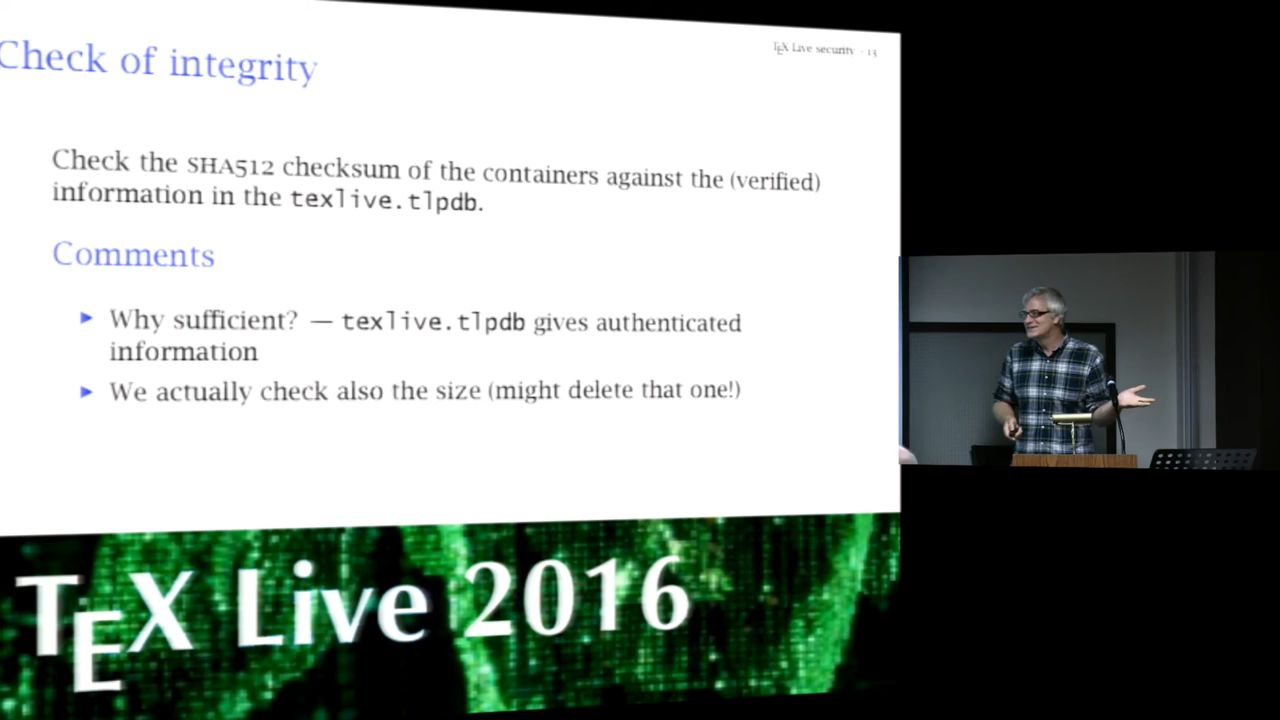 TEX Live security - 13
Check of integrity
Check the SHA512 checksum of the containers against the (verified)
information in the texlive.tlpdb.
Comments
▶ Why sufficient? — texlive.tlpdb gives authenticated
information
▶ We actually check also the size (might delete that one!)
TEX Live 2016